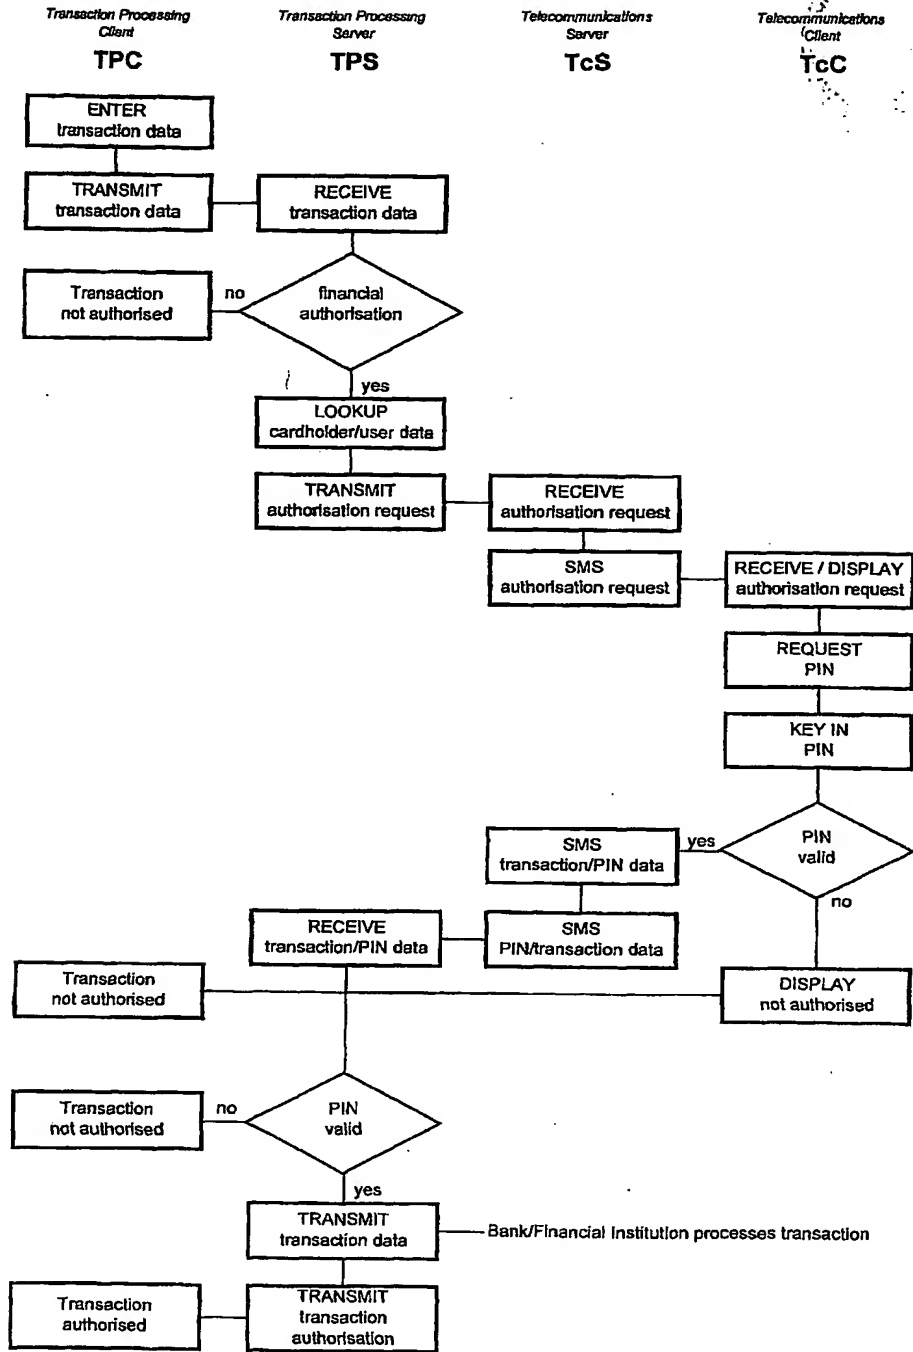 Transaction Processing
Client
TPC
Transaction Processing
Server
TPS
Telecommunications
Server
TcS
Telecommunications
Client
TcC
ENTER
transaction data
TRANSMIT
transaction data
RECEIVE
transaction data
Transaction
not authorised
no
financial
authorisation
yes
LOOKUP
cardholder/user data
TRANSMIT
authorisation request
RECEIVE
authorisation request
SMS
authorisation request
RECEIVE / DISPLAY
authorisation request
REQUEST
PIN
KEY IN
PIN
SMS
transaction/PIN data
yes
PIN
valid
no
RECEIVE
transaction/PIN data
SMS
PIN/transaction data
Transaction
not authorised
DISPLAY
not authorised
Transaction
not authorised
no
PIN
valid
yes
TRANSMIT
transaction data
Bank/Financial Institution processes transaction
Transaction
authorised
TRANSMIT
transaction
authorisation